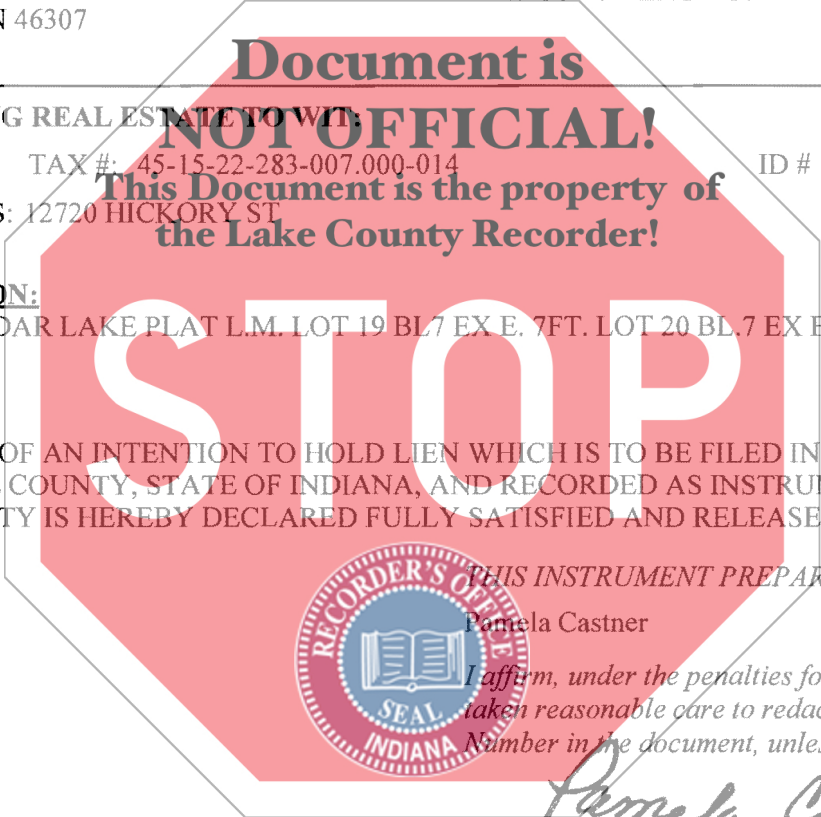 N 46307
Document is
G REAL ESTATE TO WIT:
NOT OFFICIAL!
TAX #: 45-15-22-283-007.000-014 ID #
This Document is the property of
S: 12720 HICKORY ST
the Lake County Recorder!
ON:
DAR LAKE PLAT L.M. LOT 19 BL7 EX E. 7FT. LOT 20 BL.7 EX E
STOP
OF AN INTENTION TO HOLD LIEN WHICH IS TO BE FILED IN
COUNTY, STATE OF INDIANA, AND RECORDED AS INSTRU
TY IS HEREBY DECLARED FULLY SATISFIED AND RELEASE
THIS INSTRUMENT PREPAR
RECORDER'S OFFICE
Pamela Castner
I affirm, under the penalties fo
taken reasonable care to redac
SEAL
INDIANA
Number in the document, unles
Pamela C